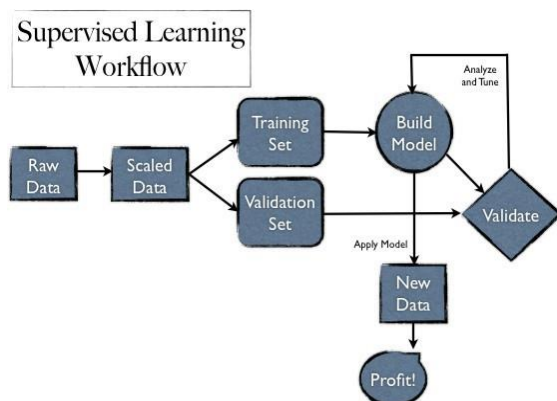 Supervised Learning
Workflow
Analyze
and Tune
Training
Set
Build
Model
Raw
Data
Scaled
Data
Validation
Set
Validate
Apply Model
New
Data
Profit!